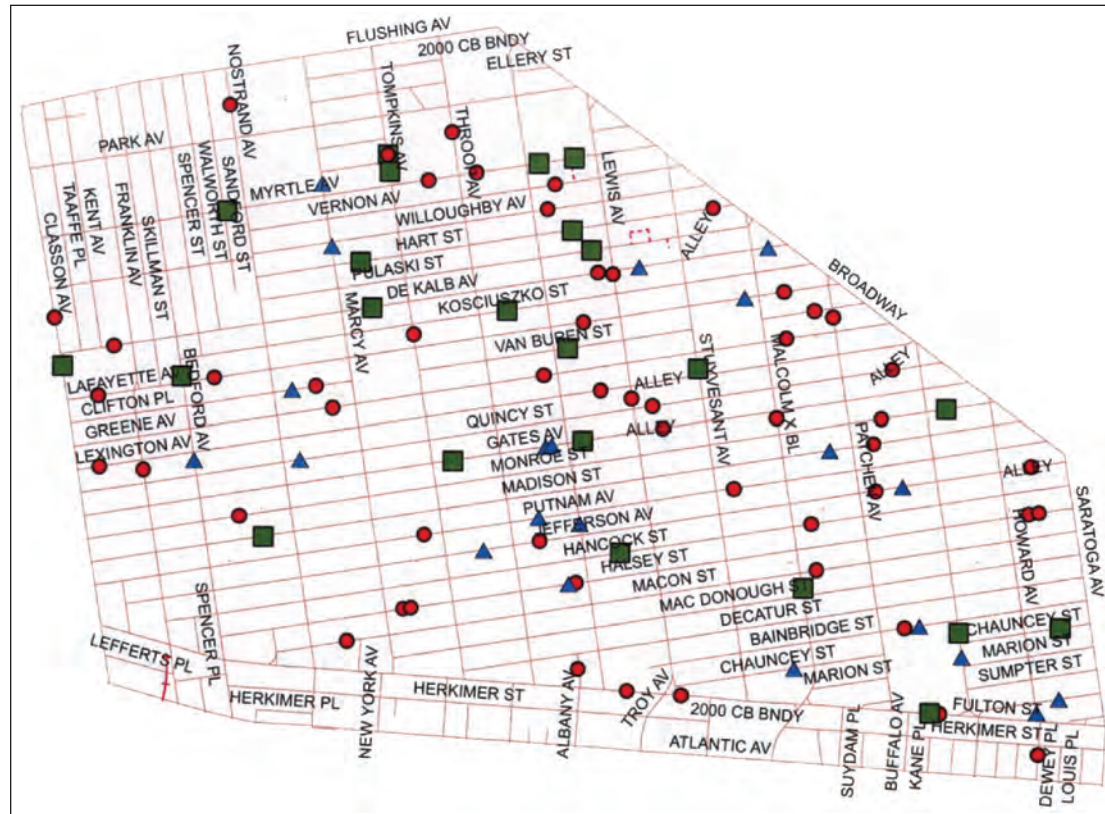 FLUSHING AV
2000 CB BNDY
ELLERY ST
NOSTRAND AV
TOMPKINS AV
THROOP AV
PARK AV
LEWIS AV
MYRTLE AV
VERNON AV
WILLOUGHBY AV
HART ST
PULASKI ST
DE KALB AV
KOSCIUSZKO ST
VAN BUREN ST
CLASSON AV
TAAFFE PL
KENT AV
FRANKLIN AV
SKILLMAN ST
SPENCER ST
WALWORTH ST
SANDFORD ST
ALLEY
BROADWAY
MARCY AV
BEDFORD AV
LAFAYETTE AV
CLIFTON PL
GREENE AV
LEXINGTON AV
STUYVESANT AV
MALCOLM X BL
ALLEY
ALLEY
ALLEY
QUINCY ST
GATES AV
MONROE ST
MADISON ST
PUTNAM AV
JEFFERSON AV
HANCOCK ST
HALSEY ST
MACON ST
MAC DONOUGH ST
DECATUR ST
BAINBRIDGE ST
CHAUNCEY ST
MARION ST
PATCHEN AV
ALLEY
HOWARD AV
SARATOGA AV
CHAUNCEY ST
MARION ST
SUMPTER ST
FULTON ST
HERKIMER ST
LEFFERTS PL
SPENCER PL
HERKIMER PL
NEW YORK AV
HERKIMER ST
ALBANY AV
TROY AV
2000 CB BNDY
ATLANTIC AV
SUYDAM PL
BUFFALO AV
KANE PL
DEWEY PL
LOUIS PL